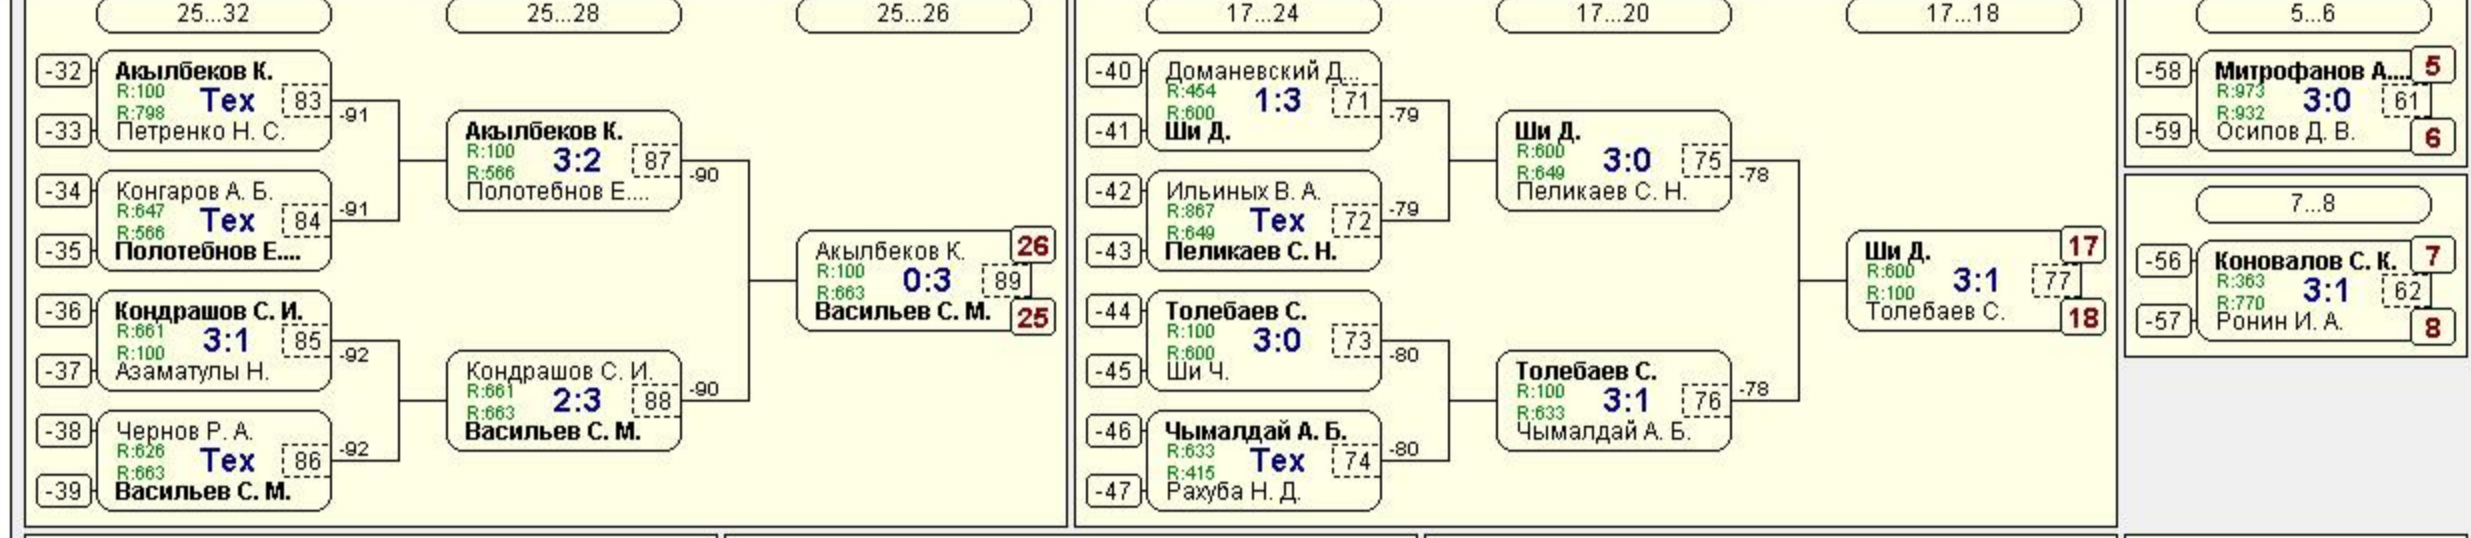 25...32
25...28
25...26
-32
Акылбеков К.
R:100
Тех
83
R:798
-33
Петренко Н. С.
-91
-34
Конгаров А. Б.
R:647
Тех
84
R:566
-35
Полотебнов Е....
-91
-36
Кондрашов С. И.
R:661
3:1
85
R:100
-37
Азаматулы Н.
-92
-38
Чернов Р. А.
R:626
Тех
86
R:663
-39
Васильев С. М.
-92
Акылбеков К.
R:100
3:2
87
R:566
Полотебнов Е....
-90
Кондрашов С. И.
R:661
2:3
88
R:663
Васильев С. М.
-90
Акылбеков К.
26
R:100
0:3
89
R:663
Васильев С. М.
25
17...24
17...20
17...18
-40
Доманевский Д...
R:454
1:3
71
R:600
-41
Ши Д.
-79
-42
Ильиных В. А.
R:867
Тех
72
R:649
-43
Пеликаев С. Н.
-79
-44
Толебаев С.
R:100
3:0
73
R:600
-45
Ши Ч.
-80
-46
Чымалдай А. Б.
R:633
Тех
74
R:415
-47
Рахуба Н. Д.
-80
Ши Д.
R:600
3:0
75
R:649
Пеликаев С. Н.
-78
Толебаев С.
R:100
3:1
76
R:633
Чымалдай А. Б.
-78
Ши Д.
17
R:600
3:1
77
R:100
Толебаев С.
18
5...6
-58
Митрофанов А....
5
R:973
3:0
61
R:932
-59
Осипов Д. В.
6
7...8
-56
Коновалов С. К.
7
R:363
3:1
62
R:770
-57
Ронин И. А.
8